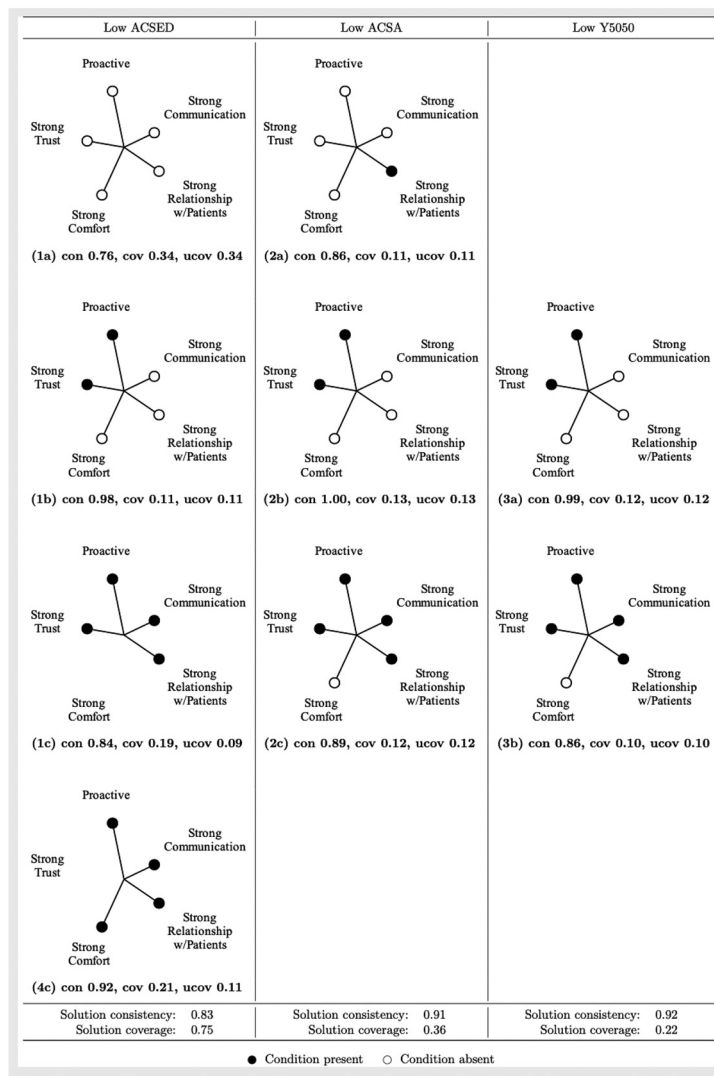 Low ACSED
Low ACSA
Low Y5050
Proactive
Strong
Communication
Strong
Trust
Strong
Relationship
w/Patients
Strong
Comfort
(1a) con 0.76, cov 0.34, ucov 0.34
Proactive
Strong
Communication
Strong
Trust
Strong
Relationship
w/Patients
Strong
Comfort
(2a) con 0.86, cov 0.11, ucov 0.11
Proactive
Strong
Communication
Strong
Trust
Strong
Relationship
w/Patients
Strong
Comfort
(1b) con 0.98, cov 0.11, ucov 0.11
Proactive
Strong
Communication
Strong
Trust
Strong
Relationship
w/Patients
Strong
Comfort
(2b) con 1.00, cov 0.13, ucov 0.13
Proactive
Strong
Communication
Strong
Trust
Strong
Relationship
w/Patients
Strong
Comfort
(3a) con 0.99, cov 0.12, ucov 0.12
Proactive
Strong
Communication
Strong
Trust
Strong
Relationship
w/Patients
Strong
Comfort
(1c) con 0.84, cov 0.19, ucov 0.09
Proactive
Strong
Communication
Strong
Trust
Strong
Relationship
w/Patients
Strong
Comfort
(2c) con 0.89, cov 0.12, ucov 0.12
Proactive
Strong
Communication
Strong
Trust
Strong
Relationship
w/Patients
Strong
Comfort
(3b) con 0.86, cov 0.10, ucov 0.10
Proactive
Strong
Communication
Strong
Trust
Strong
Relationship
w/Patients
Strong
Comfort
(4c) con 0.92, cov 0.21, ucov 0.11
Solution consistency: 0.83
Solution coverage: 0.75
Solution consistency: 0.91
Solution coverage: 0.36
Solution consistency: 0.92
Solution coverage: 0.22
● Condition present ○ Condition absent